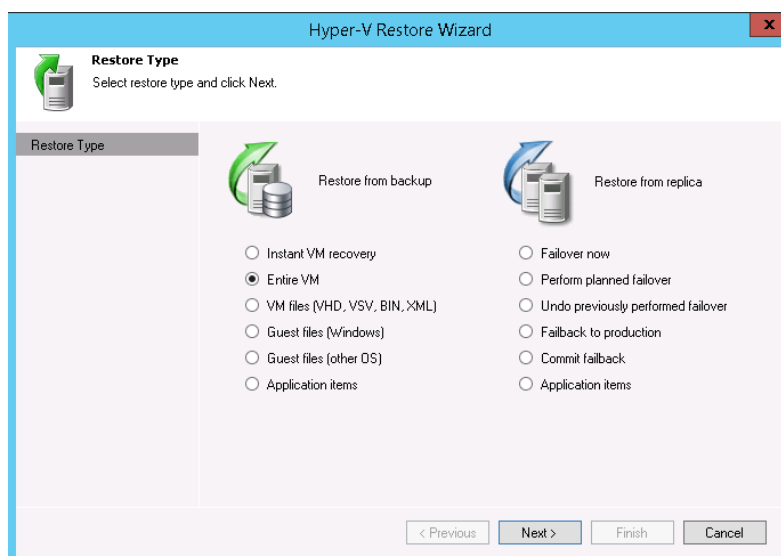 Hyper-V Restore Wizard
x
Restore Type
Select restore type and click Next.
Restore Type
Restore from backup
Instant VM recovery
Entire VM
VM files (VHD, VSV, BIN, XML)
Guest files (Windows)
Guest files (other OS)
Application items
Restore from replica
Failover now
Perform planned failover
Undo previously performed failover
Failback to production
Commit failback
Application items
< Previous
Next >
Finish
Cancel